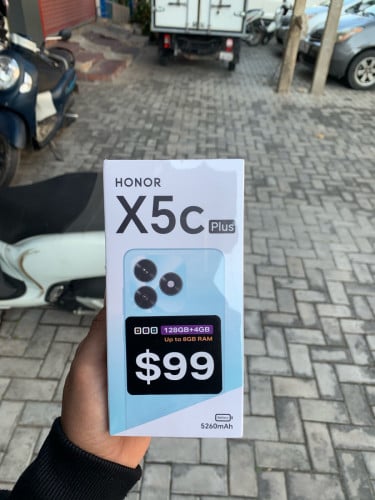 HONOR
X5c Plus
128GB+4GB
Up to 8GB RAM
$99
5260mAh